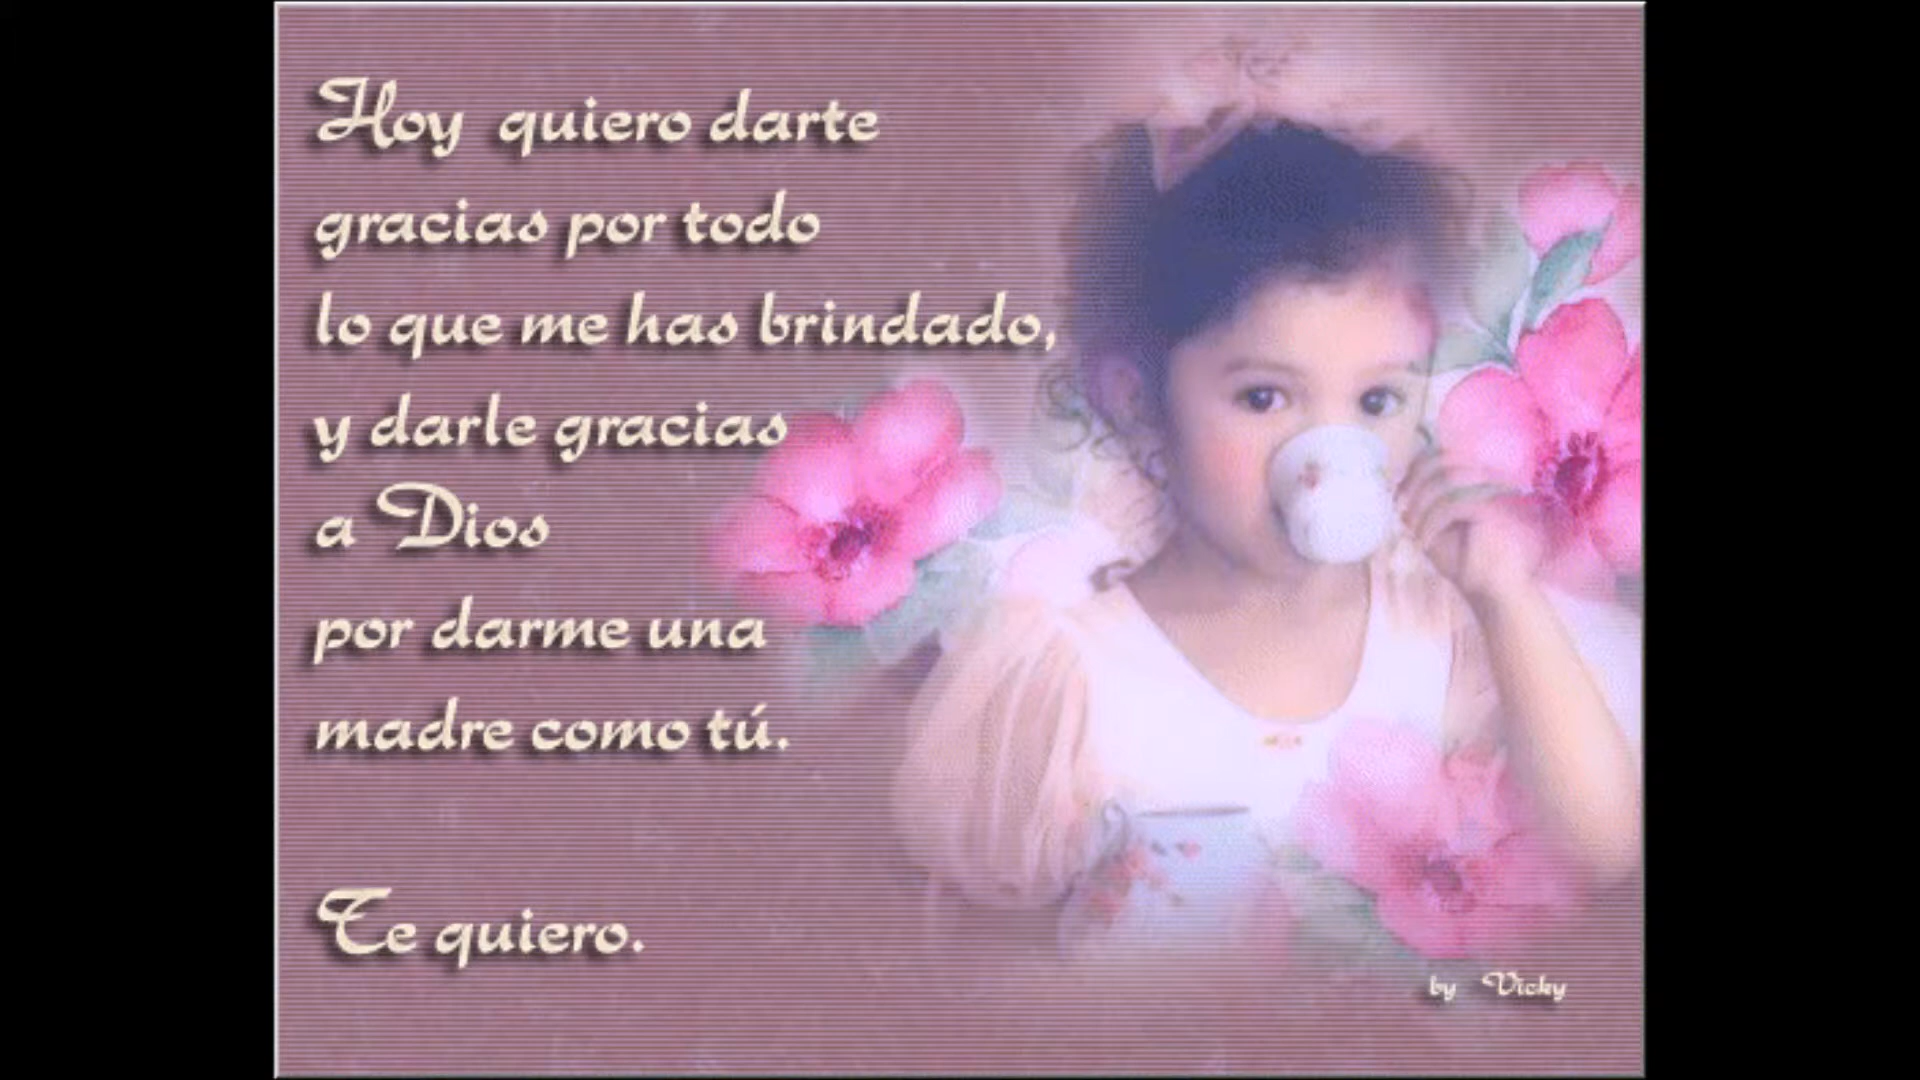 Hoy quiero darte
gracias por todo
lo que me has brindado,
y darle gracias
a Dios
por darme una
madre como tú.
Te quiero.
by Vicky